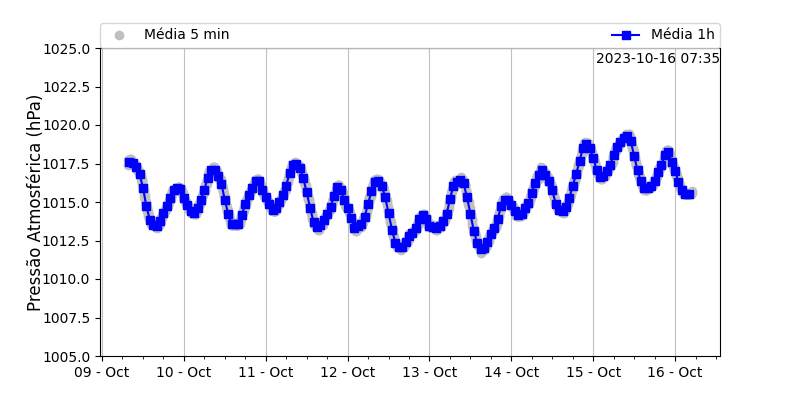 Média 5 min
Média 1h
2023-10-16 07:35
Pressão Atmosférica (hPa)
1025.0
1022.5
1020.0
1017.5
1015.0
1012.5
1010.0
1007.5
1005.0
09 - Oct
10 - Oct
11 - Oct
12 - Oct
13 - Oct
14 - Oct
15 - Oct
16 - Oct